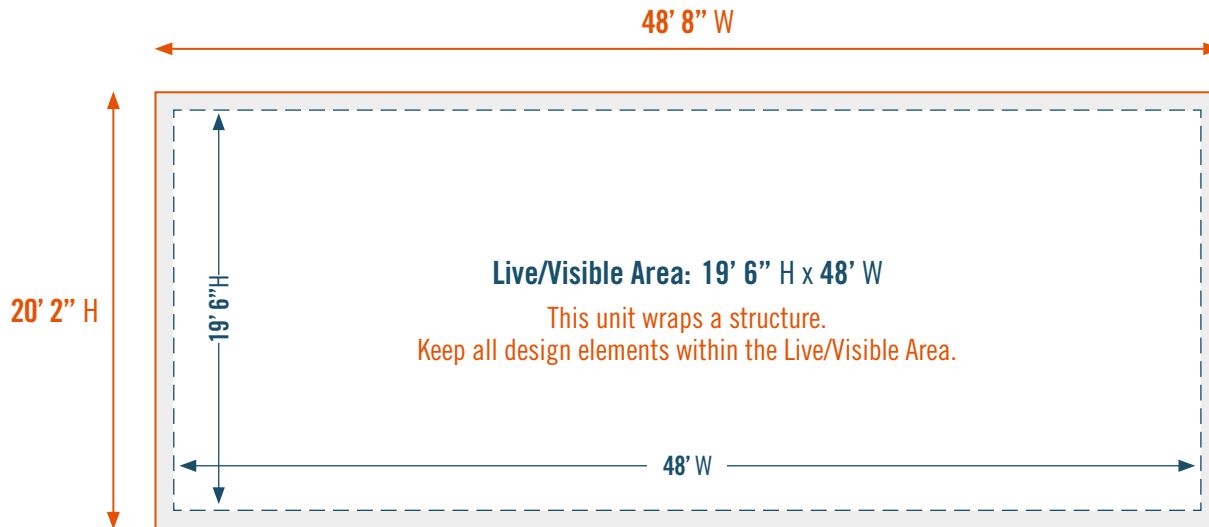 48’ 8” W
20’ 2” H
19’ 6”H
Live/Visible Area: 19’ 6” H x 48’ W
This unit wraps a structure.
Keep all design elements within the Live/Visible Area.
48’ W